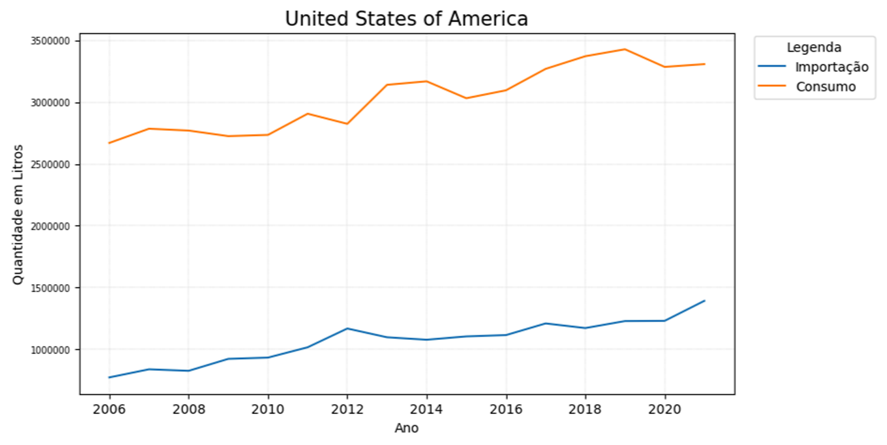 United States of America
Legenda
Importação
Consumo
Quantidade em Litros
3500000
3000000
2500000
2000000
1500000
1000000
2006 2008 2010 2012 2014 2016 2018 2020
Ano